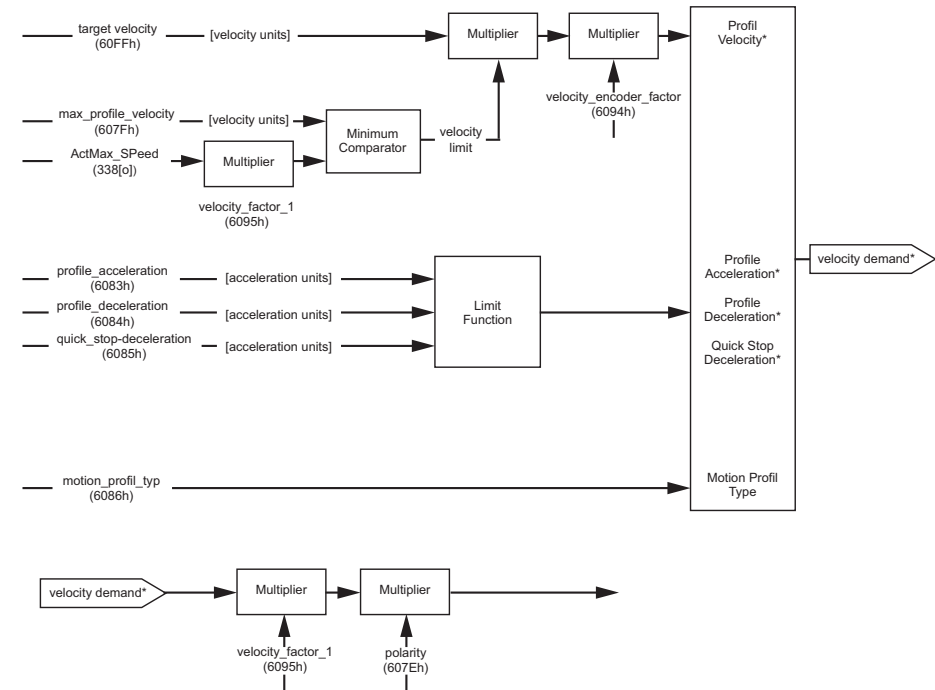 target velocity
(60FFh)
[velocity units]
Multiplier
Multiplier
Profil
Velocity*
velocity_encoder_factor
(6094h)
max_profile_velocity
(607Fh)
[velocity units]
Minimum
Comparator
velocity
limit
ActMax_SPeed
(338[o])
Multiplier
velocity_factor_1
(6095h)
profile_acceleration
(6083h)
[acceleration units]
profile_deceleration
(6084h)
[acceleration units]
quick_stop-deceleration
(6085h)
[acceleration units]
Limit
Function
Profile
Acceleration*
Profile
Deceleration*
Quick Stop
Deceleration*
velocity demand*
motion_profil_typ
(6086h)
Motion Profil
Type
velocity demand*
Multiplier
Multiplier
velocity_factor_1
(6095h)
polarity
(607Eh)